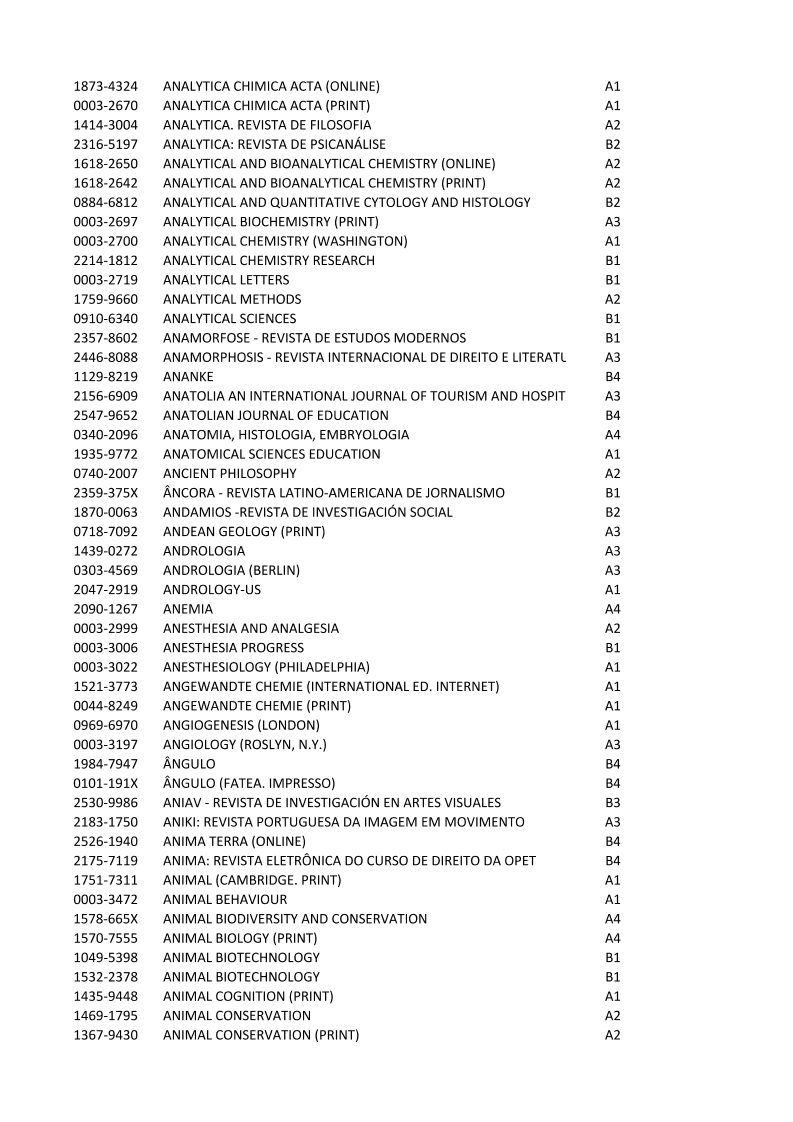 1873-4324 ANALYTICA CHIMICA ACTA (ONLINE) A1
0003-2670 ANALYTICA CHIMICA ACTA (PRINT) A1
1414-3004 ANALYTICA. REVISTA DE FILOSOFIA A2
2316-5197 ANALYTICA: REVISTA DE PSICANÁLISE B2
1618-2650 ANALYTICAL AND BIOANALYTICAL CHEMISTRY (ONLINE) A2
1618-2642 ANALYTICAL AND BIOANALYTICAL CHEMISTRY (PRINT) A2
0884-6812 ANALYTICAL AND QUANTITATIVE CYTOLOGY AND HISTOLOGY B2
0003-2697 ANALYTICAL BIOCHEMISTRY (PRINT) A3
0003-2700 ANALYTICAL CHEMISTRY (WASHINGTON) A1
2214-1812 ANALYTICAL CHEMISTRY RESEARCH B1
0003-2719 ANALYTICAL LETTERS B1
1759-9660 ANALYTICAL METHODS A2
0910-6340 ANALYTICAL SCIENCES B1
2357-8602 ANAMORFOSE - REVISTA DE ESTUDOS MODERNOS B1
2446-8088 ANAMORPHOSIS - REVISTA INTERNACIONAL DE DIREITO E LITERATU A3
1129-8219 ANANKE B4
2156-6909 ANATOLIA AN INTERNATIONAL JOURNAL OF TOURISM AND HOSPIT A3
2547-9652 ANATOLIAN JOURNAL OF EDUCATION B4
0340-2096 ANATOMIA, HISTOLOGIA, EMBRYOLOGIA A4
1935-9772 ANATOMICAL SCIENCES EDUCATION A1
0740-2007 ANCIENT PHILOSOPHY A2
2359-375X ÂNCORA - REVISTA LATINO-AMERICANA DE JORNALISMO B1
1870-0063 ANDAMIOS -REVISTA DE INVESTIGACIÓN SOCIAL B2
0718-7092 ANDEAN GEOLOGY (PRINT) A3
1439-0272 ANDROLOGIA A3
0303-4569 ANDROLOGIA (BERLIN) A3
2047-2919 ANDROLOGY-US A1
2090-1267 ANEMIA A4
0003-2999 ANESTHESIA AND ANALGESIA A2
0003-3006 ANESTHESIA PROGRESS B1
0003-3022 ANESTHESIOLOGY (PHILADELPHIA) A1
1521-3773 ANGEWANDTE CHEMIE (INTERNATIONAL ED. INTERNET) A1
0044-8249 ANGEWANDTE CHEMIE (PRINT) A1
0969-6970 ANGIOGENESIS (LONDON) A1
0003-3197 ANGIOLOGY (ROSLYN, N.Y.) A3
1984-7947 ÂNGULO B4
0101-191X ÂNGULO (FATEA. IMPRESSO) B4
2530-9986 ANIAV - REVISTA DE INVESTIGACIÓN EN ARTES VISUALES B3
2183-1750 ANIKI: REVISTA PORTUGUESA DA IMAGEM EM MOVIMENTO A3
2526-1940 ANIMA TERRA (ONLINE) B4
2175-7119 ANIMA: REVISTA ELETRÔNICA DO CURSO DE DIREITO DA OPET B4
1751-7311 ANIMAL (CAMBRIDGE. PRINT) A1
0003-3472 ANIMAL BEHAVIOUR A1
1578-665X ANIMAL BIODIVERSITY AND CONSERVATION A4
1570-7555 ANIMAL BIOLOGY (PRINT) A4
1049-5398 ANIMAL BIOTECHNOLOGY B1
1532-2378 ANIMAL BIOTECHNOLOGY B1
1435-9448 ANIMAL COGNITION (PRINT) A1
1469-1795 ANIMAL CONSERVATION A2
1367-9430 ANIMAL CONSERVATION (PRINT) A2